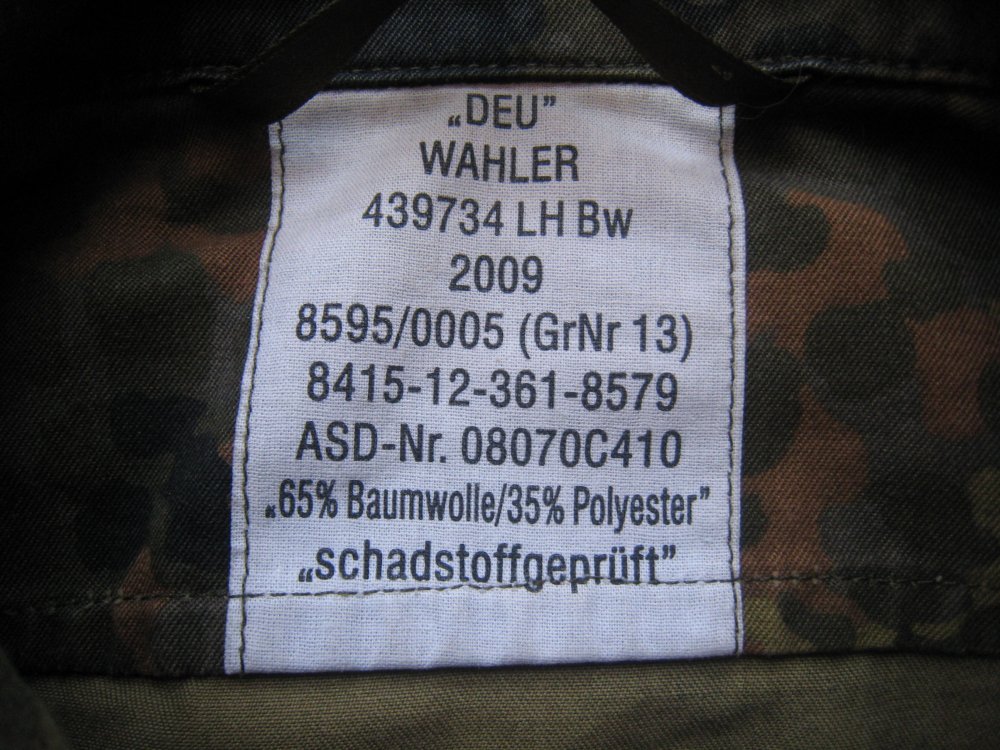 „DEU”
WAHLER
439734 LH Bw
2009
8595/0005 (GrNr 13)
8415-12-361-8579
ASD-Nr. 08070C410
„65% Baumwolle/35% Polyester”
„schadstoffgeprüft”